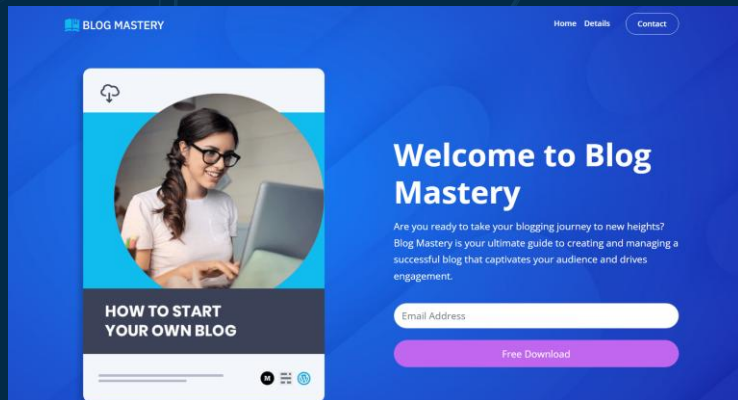 BLOG MASTERY
Home Details Contact
HOW TO START
YOUR OWN BLOG
M
Welcome to Blog
Mastery
Are you ready to take your blogging journey to new heights?
Blog Mastery is your ultimate guide to creating and managing a
successful blog that captivates your audience and drives
engagement.
Email Address
Free Download